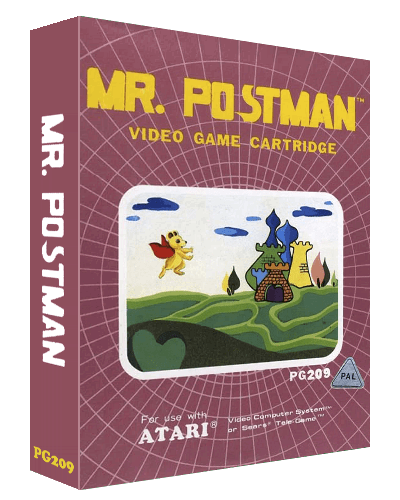 MR. POSTMAN™
VIDEO GAME CARTRIDGE
MR. POSTMAN
PG209
PAL
For use with
ATARI®
Video Computer System™
or Sears® Tele-Game™
PG209